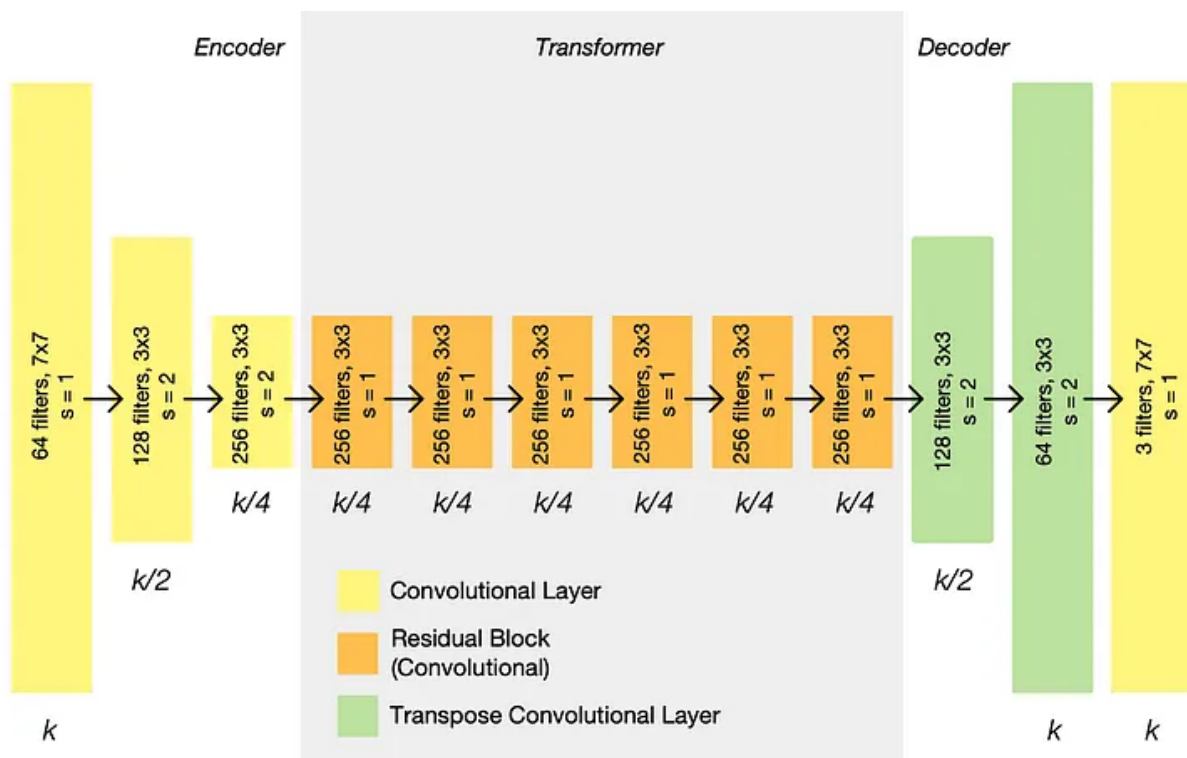 Encoder
Transformer
Decoder
64 filters, 7x7
s = 1
128 filters, 3x3
s = 2
256 filters, 3x3
s = 2
256 filters, 3x3
s = 1
256 filters, 3x3
s = 1
256 filters, 3x3
s = 1
256 filters, 3x3
s = 1
256 filters, 3x3
s = 1
256 filters, 3x3
s = 1
128 filters, 3x3
s = 2
64 filters, 3x3
s = 2
3 filters, 7x7
s = 1
k
k/2
k/4
k/4
k/4
k/4
k/4
k/4
k/4
k/2
k
k
Convolutional Layer
Residual Block
(Convolutional)
Transpose Convolutional Layer